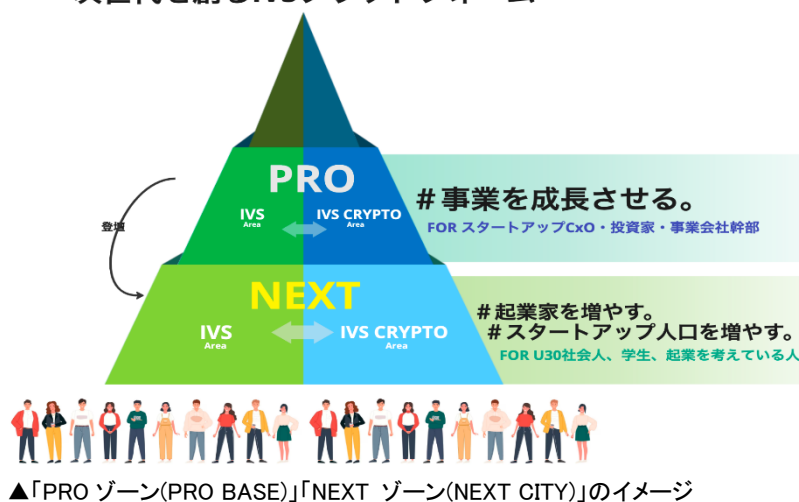 PRO
IVS
Area
IVS CRYPTO
Area
#事業を成長させる。
FOR スタートアップCxO・投資家・事業会社幹部
登壇
NEXT
IVS
Area
IVS CRYPTO
Area
#起業家を増やす。
#スタートアップ人口を増やす。
FOR U30社会人、学生、起業を考えている人
▲「PRO ゾーン(PRO BASE)」「NEXT ゾーン(NEXT CITY)」のイメージ